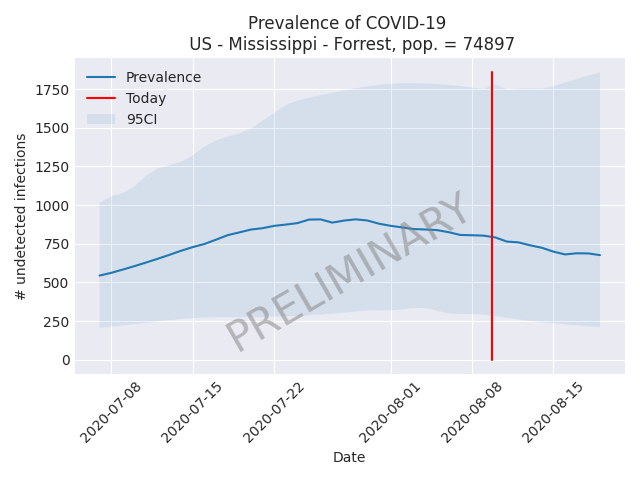 Prevalence of COVID-19
US - Mississippi - Forrest, pop. = 74897
Prevalence
Today
95CI
1750
1500
1250
1000
750
500
250
0
# undetected infections
PRELIMINARY
2020-07-08
2020-07-15
2020-07-22
2020-08-01
2020-08-08
2020-08-15
Date